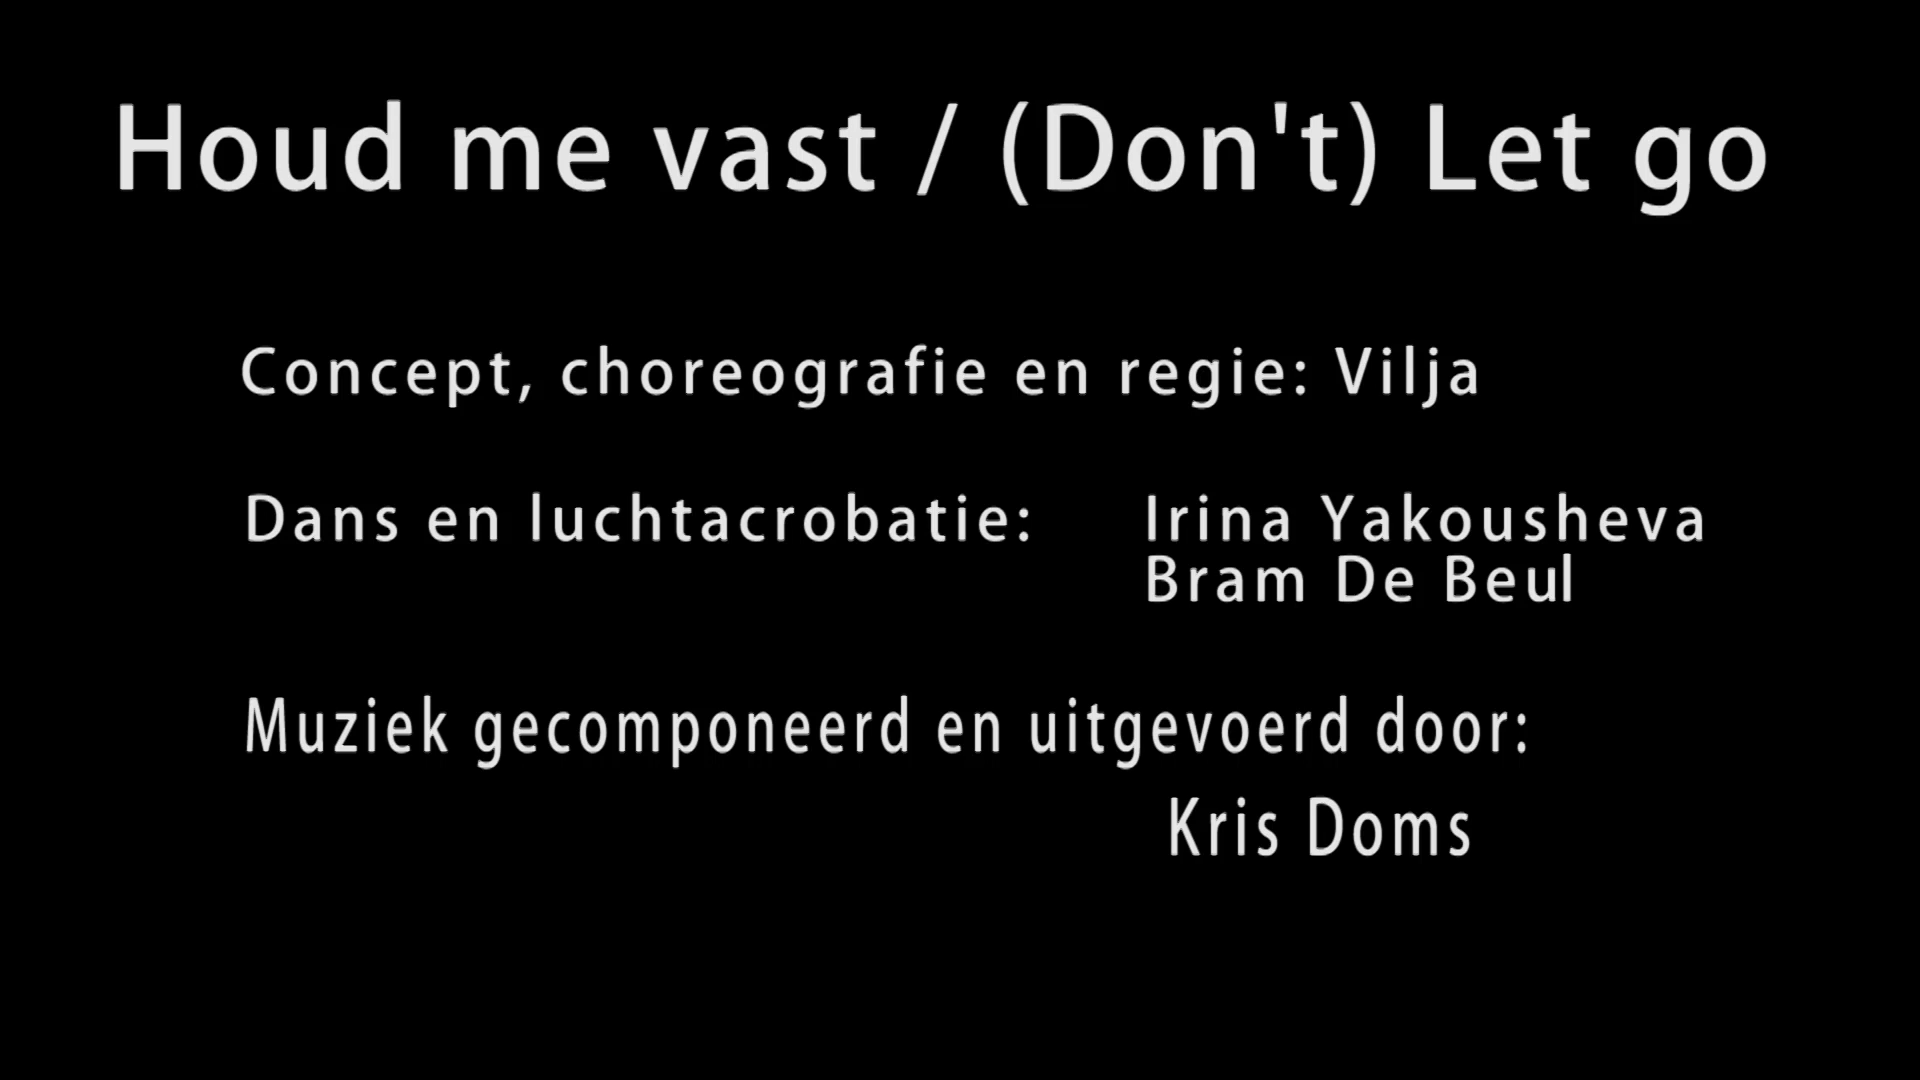 Houd me vast / (Don't) Let go
Concept, choreografie en regie: Vilja
Dans en luchtacrobatie: Irina Yakousheva
Bram De Beul
Muziek gecomponeerd en uitgevoerd door:
Kris Doms